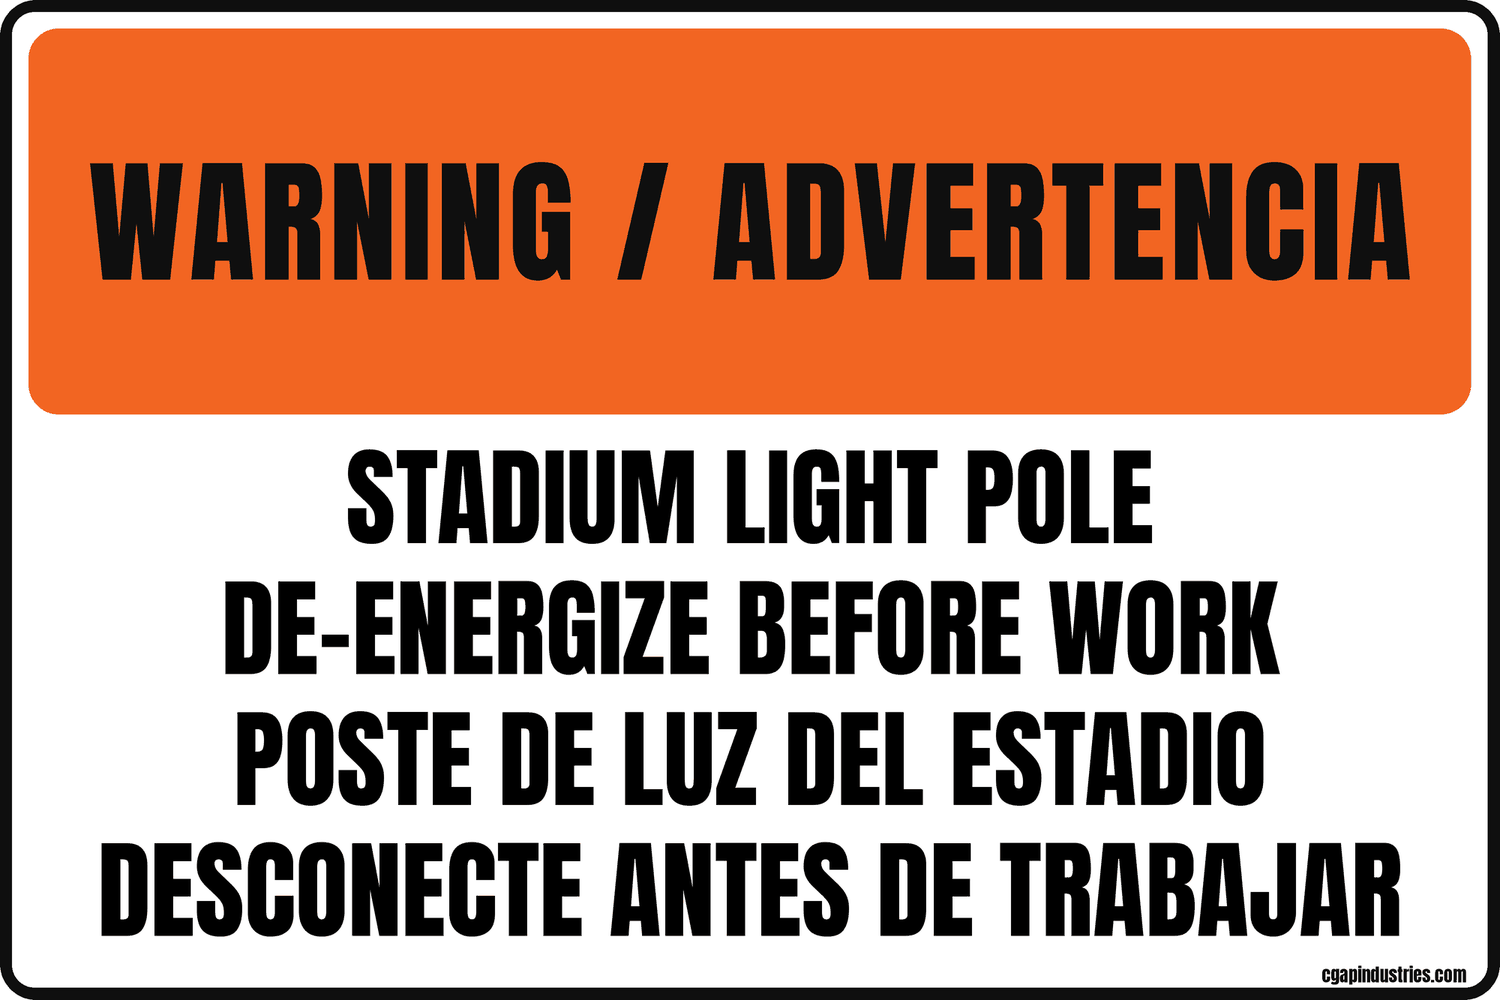 WARNING / ADVERTENCIA
STADIUM LIGHT POLE
DE-ENERGIZE BEFORE WORK
POSTE DE LUZ DEL ESTADIO
DESCONECTE ANTES DE TRABAJAR
cgapindustries.com